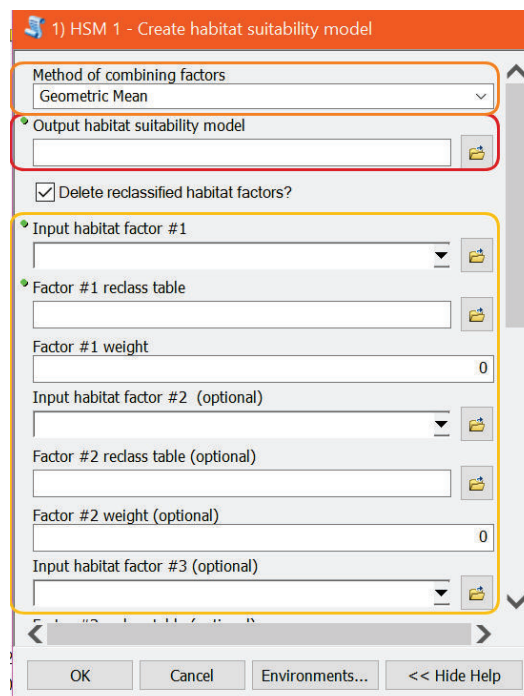 1) HSM 1 - Create habitat suitability model
Method of combining factors
Geometric Mean
Output habitat suitability model
Delete reclassified habitat factors?
Input habitat factor #1
Factor #1 reclass table
Factor #1 weight
0
Input habitat factor #2 (optional)
Factor #2 reclass table (optional)
Factor #2 weight (optional)
0
Input habitat factor #3 (optional)
OK Cancel Environments... << Hide Help